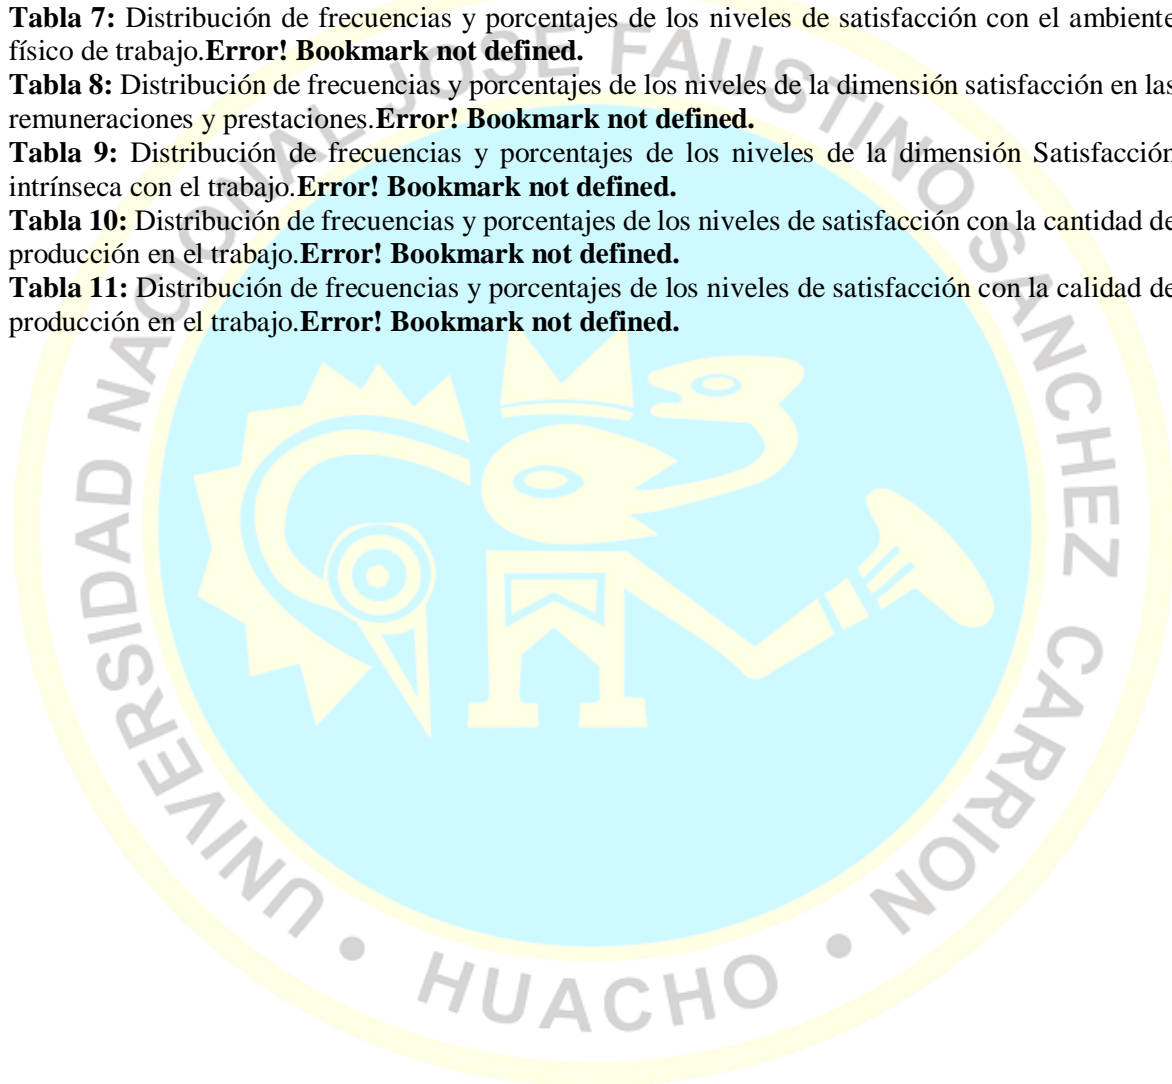 Tabla 7: Distribución de frecuencias y porcentajes de los niveles de satisfacción con el ambiente
físico de trabajo.Error! Bookmark not defined.
Tabla 8: Distribución de frecuencias y porcentajes de los niveles de la dimensión satisfacción en las
remuneraciones y prestaciones.Error! Bookmark not defined.
Tabla 9: Distribución de frecuencias y porcentajes de los niveles de la dimensión Satisfacción
intrínseca con el trabajo.Error! Bookmark not defined.
Tabla 10: Distribución de frecuencias y porcentajes de los niveles de satisfacción con la cantidad de
producción en el trabajo.Error! Bookmark not defined.
Tabla 11: Distribución de frecuencias y porcentajes de los niveles de satisfacción con la calidad de
producción en el trabajo.Error! Bookmark not defined.
UNIVERSIDAD NACIONAL JOSE FAUSTINO SANCHEZ CARRION
• HUACHO •